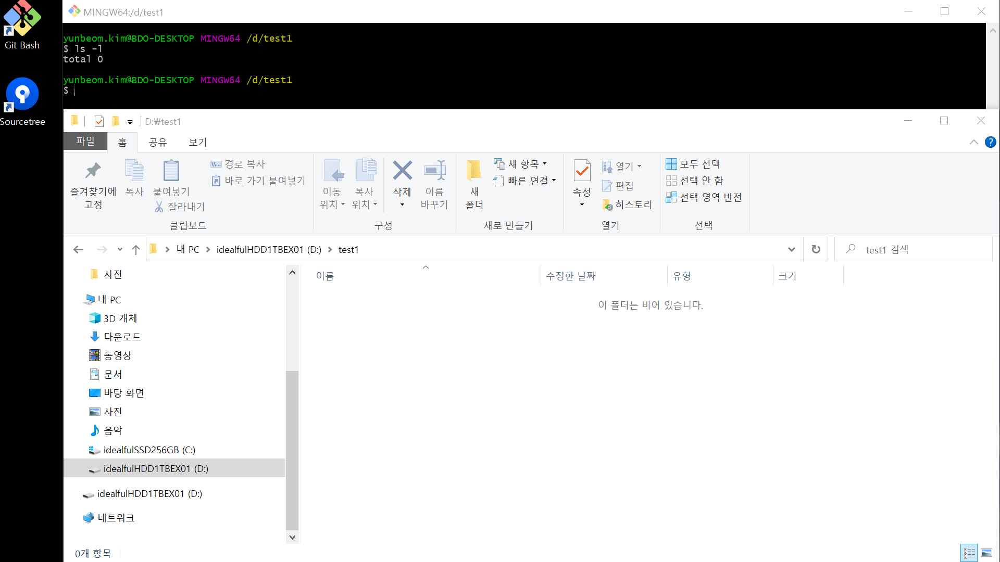 Git Bash
Sourcetree
MINGW64:/d/test1
yunbeom.kim@BDO-DESKTOP MINGW64 /d/test1
$ ls -l
total 0
yunbeom.kim@BDO-DESKTOP MINGW64 /d/test1
$
D:₩test1
파일 홈 공유 보기
즐겨찾기에 고정
복사
붙여넣기
잘라내기
경로 복사
바로 가기 붙여넣기
클립보드
이동 위치
복사 위치
삭제
이름 바꾸기
구성
새 폴더
새 항목
빠른 연결
새로 만들기
속성
열기
편집
히스토리
열기
모두 선택
선택 안 함
선택 영역 반전
선택
내 PC idealfulHDD1TBEX01 (D:) test1
test1 검색
사진
내 PC
3D 개체
다운로드
동영상
문서
바탕 화면
사진
음악
idealfulSSD256GB (C:)
idealfulHDD1TBEX01 (D:)
idealfulHDD1TBEX01 (D:)
네트워크
이름 수정한 날짜 유형 크기
이 폴더는 비어 있습니다.
0개 항목